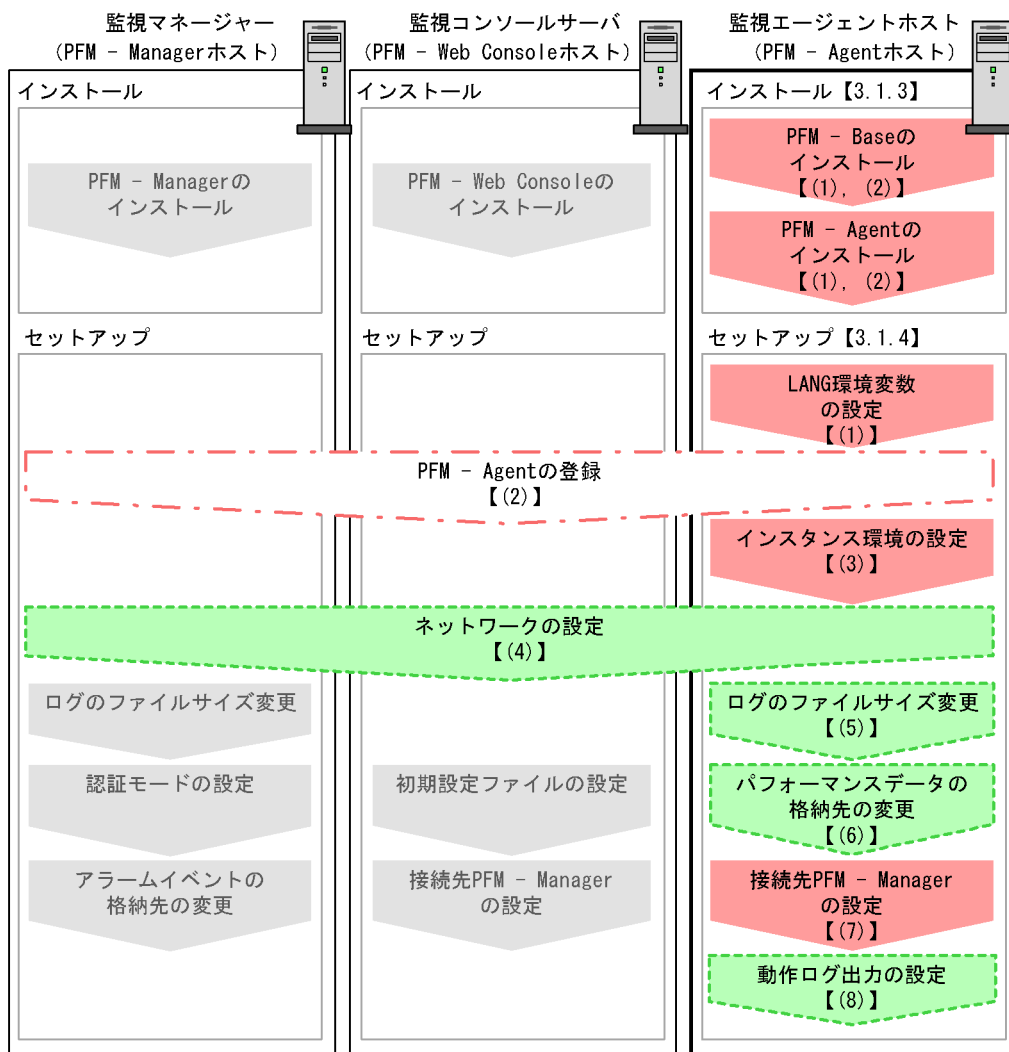 監視マネージャー
(PFM - Managerホスト)
監視コンソールサーバ
(PFM - Web Consoleホスト)
監視エージェントホスト
(PFM - Agentホスト)
インストール
インストール
インストール【3.1.3】
PFM - Managerの
インストール
PFM - Web Consoleの
インストール
PFM - Baseの
インストール
【(1), (2)】
PFM - Agentの
インストール
【(1), (2)】
セットアップ
セットアップ
セットアップ【3.1.4】
LANG環境変数
の設定
【(1)】
PFM - Agentの登録
【(2)】
インスタンス環境の設定
【(3)】
ネットワークの設定
【(4)】
ログのファイルサイズ変更
ログのファイルサイズ変更
【(5)】
認証モードの設定
初期設定ファイルの設定
パフォーマンスデータの
格納先の変更
【(6)】
アラームイベントの
格納先の変更
接続先PFM - Manager
の設定
接続先PFM - Manager
の設定
【(7)】
動作ログ出力の設定
【(8)】